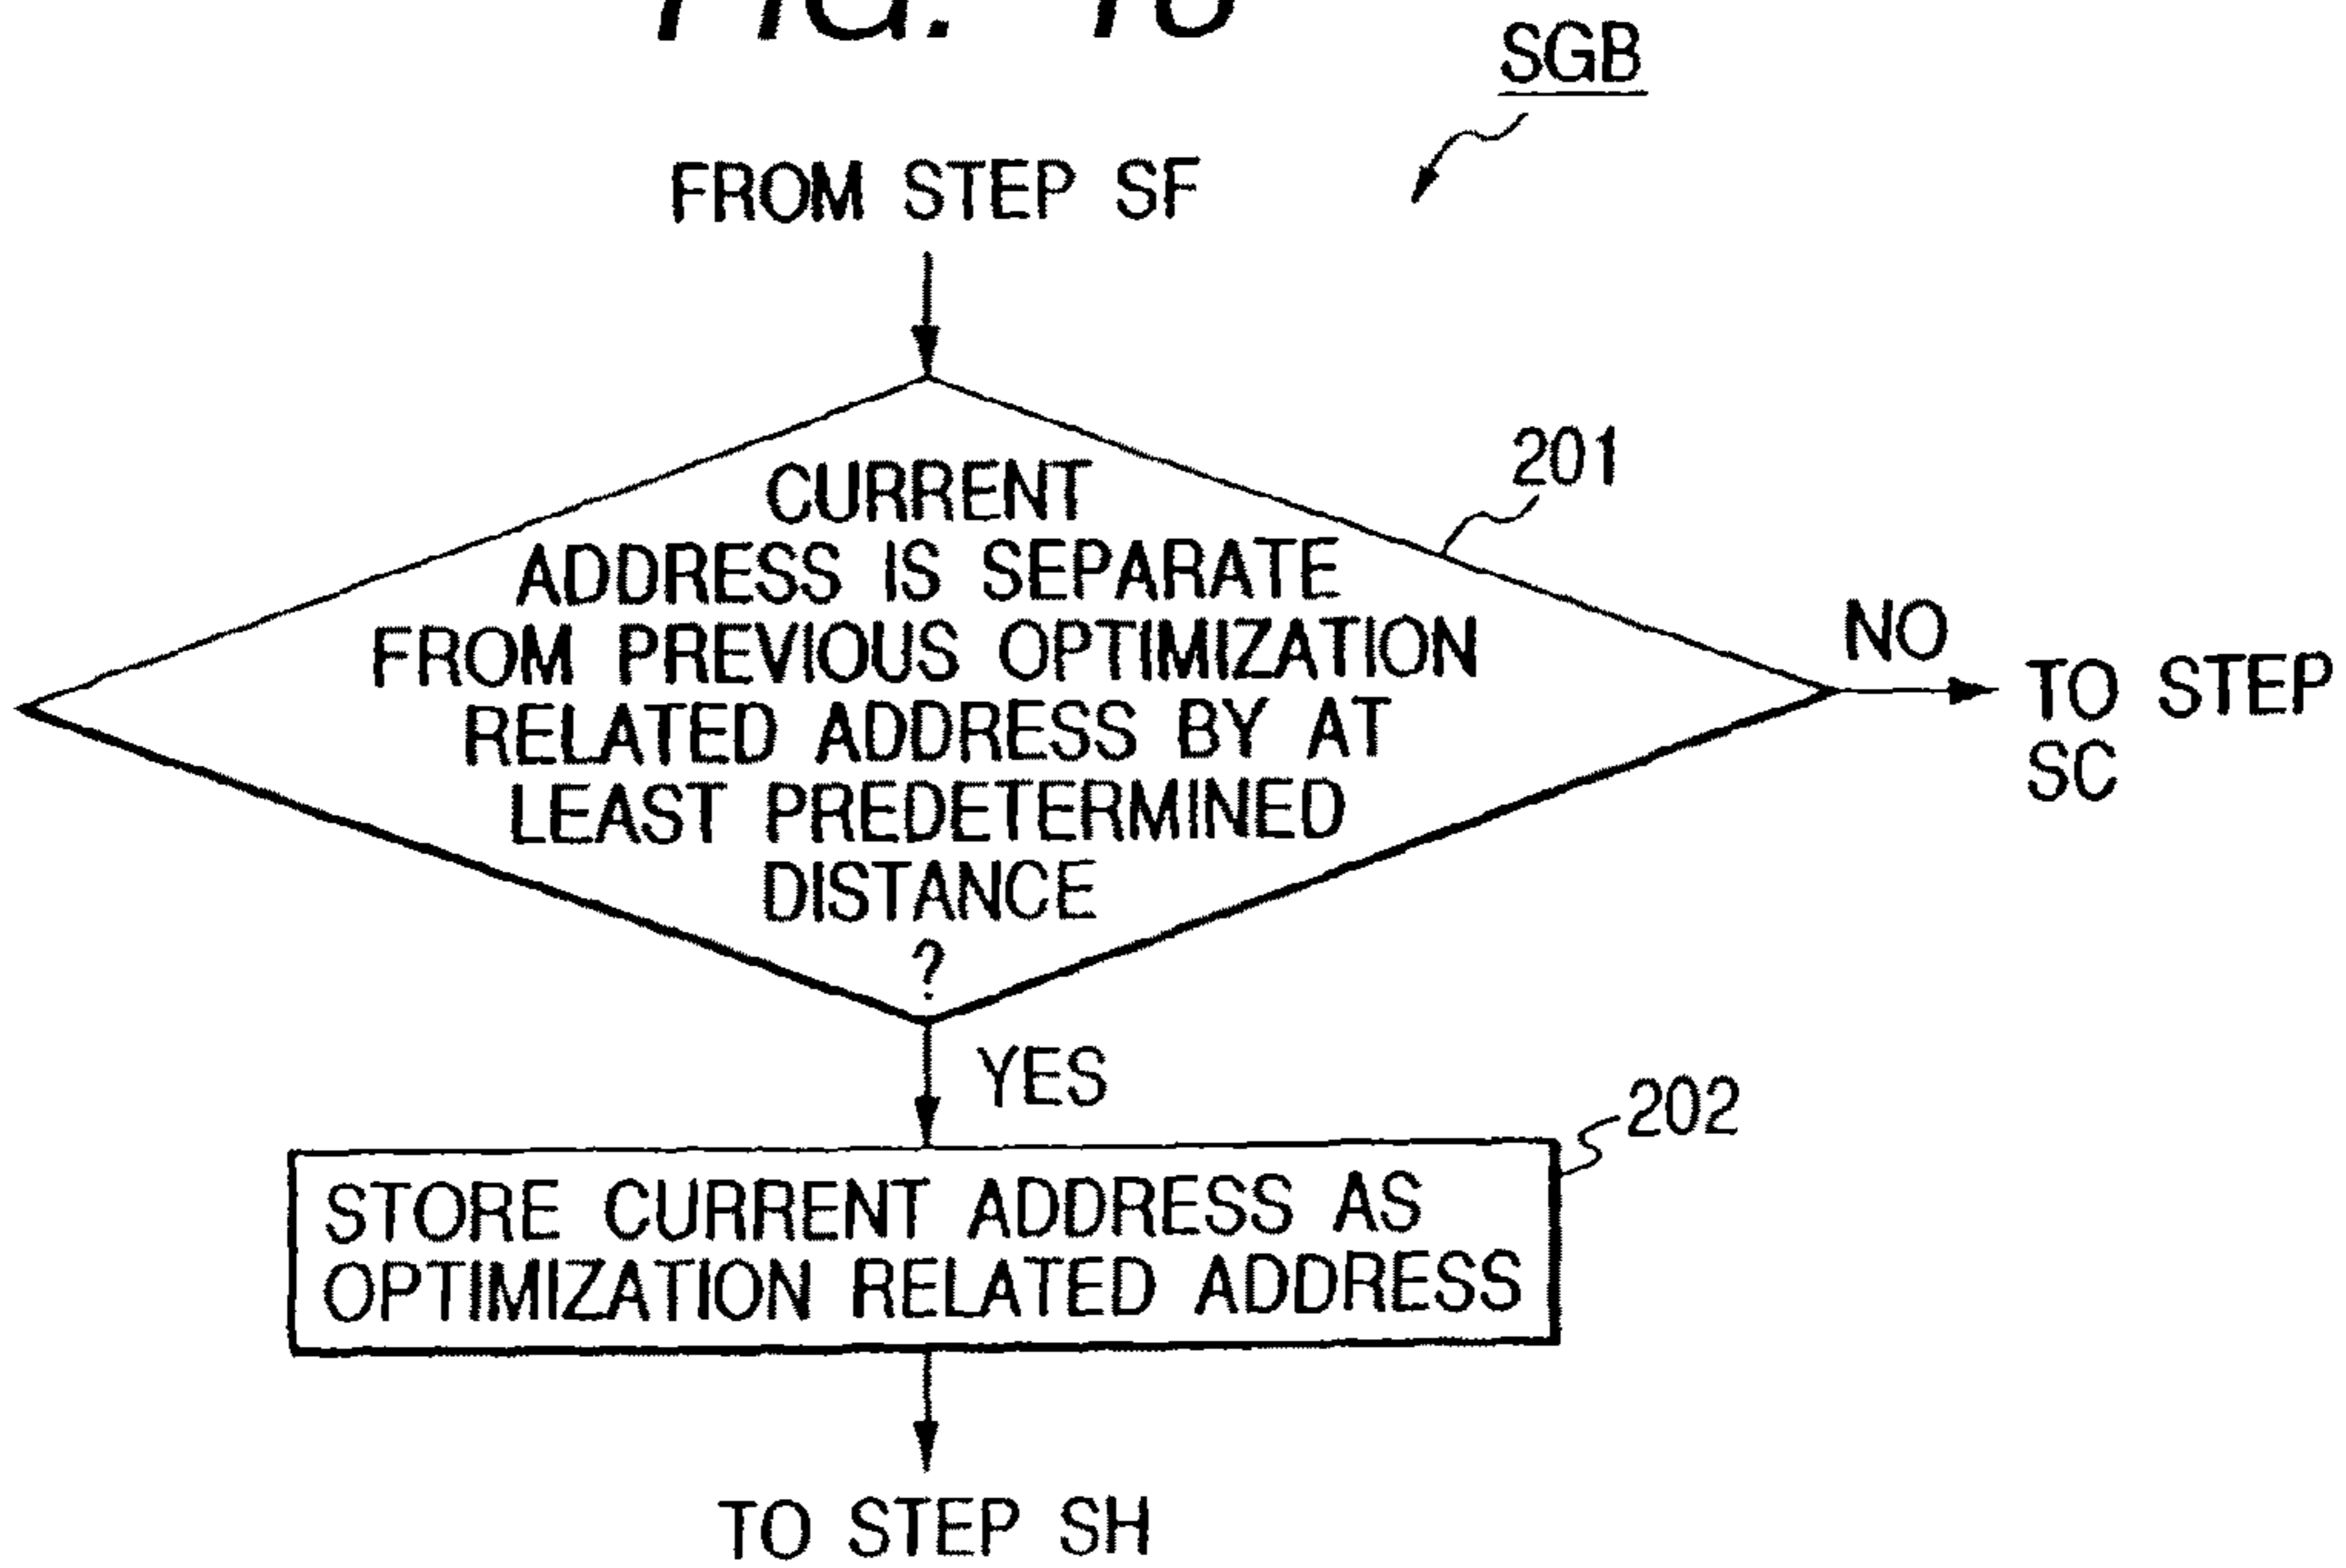 FIG.
SGB
FROM STEP SF
201
CURRENT
ADDRESS IS SEPARATE
FROM PREVIOUS OPTIMIZATION
RELATED ADDRESS BY AT
LEAST PREDETERMINED
DISTANCE
?
NO
TO STEP
SC
YES
202
STORE CURRENT ADDRESS AS
OPTIMIZATION RELATED ADDRESS
TO STEP SH